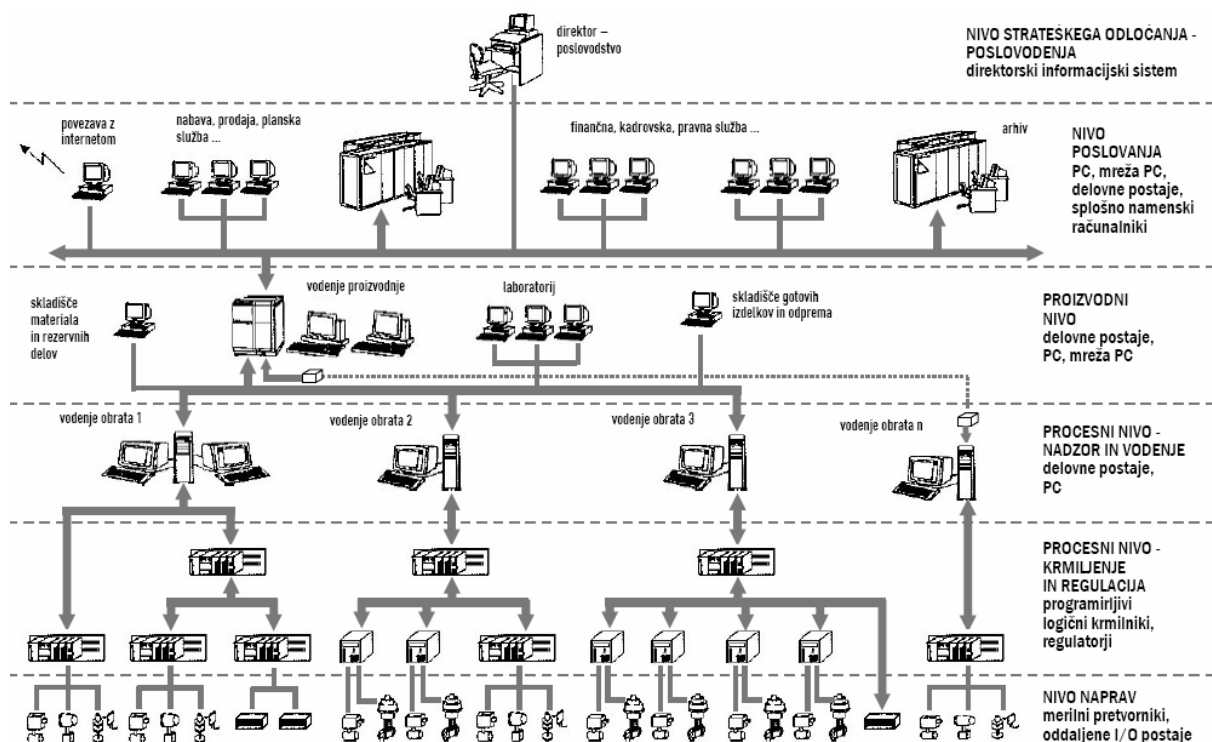 direktor –
poslovodstvo
NIVO STRATEŠKEGA ODLOČANJA -
POSLOVODENJA
direktorski informacijski sistem
povezava z
internetom
nabava, prodaja, planska
služba ...
finančna, kadrovska, pravna služba ...
arhiv
NIVO
POSLOVANJA
PC, mreža PC,
delovne postaje,
splošno namenski
računalniki
skladišče
materiala
in rezervnih
delov
vodenje proizvodnje
laboratorij
skladišče gotovih
izdelkov in odprema
PROIZVODNI
NIVO
delovne postaje,
PC, mreža PC
vodenje obrata 1
vodenje obrata 2
vodenje obrata 3
vodenje obrata n
PROCESNI NIVO -
NADZOR IN VODENJE
delovne postaje,
PC
PROCESNI NIVO -
KRMILJENJE
IN REGULACIJA
programirljivi
logični krmilniki,
regulatorji
NIVO NAPRAV
merilni pretvorniki,
oddaljene I/O postaje